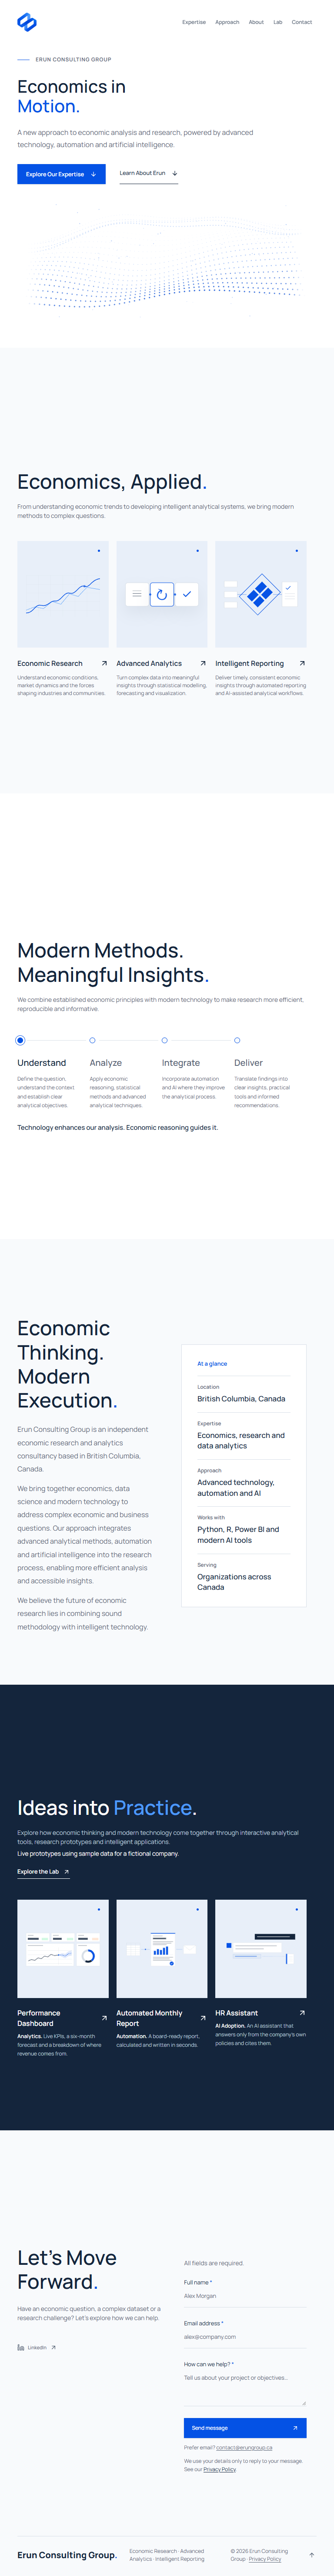 Expertise Approach About Lab Contact
ERUN CONSULTING GROUP
Economics in
Motion.
A new approach to economic analysis and research, powered by advanced
technology, automation and artificial intelligence.
Explore Our Expertise
Learn About Erun
Economics, Applied.
From understanding economic trends to developing intelligent analytical systems, we bring modern
methods to complex questions.
Economic Research
Understand economic conditions,
market dynamics and the forces
shaping industries and communities.
Advanced Analytics
Turn complex data into meaningful
insights through statistical modelling,
forecasting and visualization.
Intelligent Reporting
Deliver timely, consistent economic
insights through automated reporting
and AI-assisted analytical workflows.
Modern Methods.
Meaningful Insights.
We combine established economic principles with modern technology to make research more efficient,
reproducible and informative.
Understand
Define the question,
understand the context
and establish clear
analytical objectives.
Analyze
Apply economic
reasoning, statistical
methods and advanced
analytical techniques.
Integrate
Incorporate automation
and AI where they improve
the analytical process.
Deliver
Translate findings into
clear insights, practical
tools and informed
recommendations.
Technology enhances our analysis. Economic reasoning guides it.
Economic
Thinking.
Modern
Execution.
Erun Consulting Group is an independent
economic research and analytics
consultancy based in British Columbia,
Canada.
We bring together economics, data
science and modern technology to
address complex economic and business
questions. Our approach integrates
advanced analytical methods, automation
and artificial intelligence into the research
process, enabling more efficient analysis
and accessible insights.
We believe the future of economic
research lies in combining sound
methodology with intelligent technology.
At a glance
Location
British Columbia, Canada
Expertise
Economics, research and
data analytics
Approach
Advanced technology,
automation and AI
Works with
Python, R, Power BI and
modern AI tools
Serving
Organizations across
Canada
Ideas into Practice.
Explore how economic thinking and modern technology come together through interactive analytical
tools, research prototypes and intelligent applications.
Live prototypes using sample data for a fictional company.
Explore the Lab
Performance
Dashboard
Analytics. Live KPIs, a six-month
forecast and a breakdown of where
revenue comes from.
Automated Monthly
Report
Automation. A board-ready report,
calculated and written in seconds.
HR Assistant
AI Adoption. An AI assistant that
answers only from the company's own
policies and cites them.
Let's Move
Forward.
Have an economic question, a complex dataset or a
research challenge? Let's explore how we can help.
LinkedIn
All fields are required.
Full name *
Alex Morgan
Email address *
alex@company.com
How can we help? *
Tell us about your project or objectives...
Send message
Prefer email? contact@erungroup.ca
We use your details only to reply to your message.
See our Privacy Policy.
Erun Consulting Group.
Economic Research · Advanced
Analytics · Intelligent Reporting
© 2026 Erun Consulting
Group · Privacy Policy